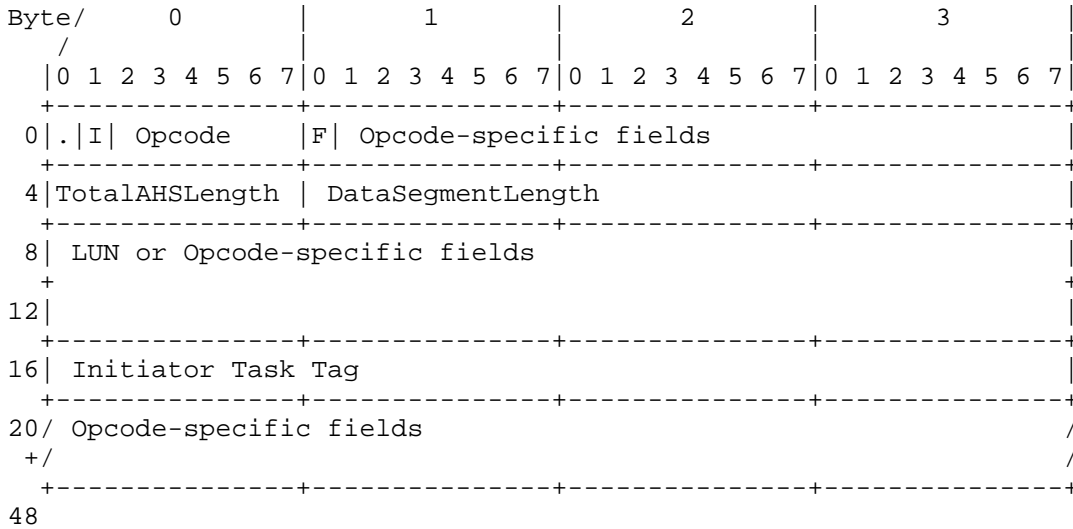 Byte/     0       |       1       |       2       |       3       |
   /              |               |               |               |
  |0 1 2 3 4 5 6 7|0 1 2 3 4 5 6 7|0 1 2 3 4 5 6 7|0 1 2 3 4 5 6 7|
  +---------------+---------------+---------------+---------------+
 0|.|I| Opcode    |F|  Opcode-specific fields                     |
  +---------------+---------------+---------------+---------------+
 4|TotalAHSLength | DataSegmentLength                             |
  +---------------+---------------+---------------+---------------+
 8| LUN or Opcode-specific fields                                 |
  +                                                               +
12|                                                               |
  +---------------+---------------+---------------+---------------+
16| Initiator Task Tag                                            |
  +---------------+---------------+---------------+---------------+
20/ Opcode-specific fields                                        /
 +/                                                               /
  +---------------+---------------+---------------+---------------+
48